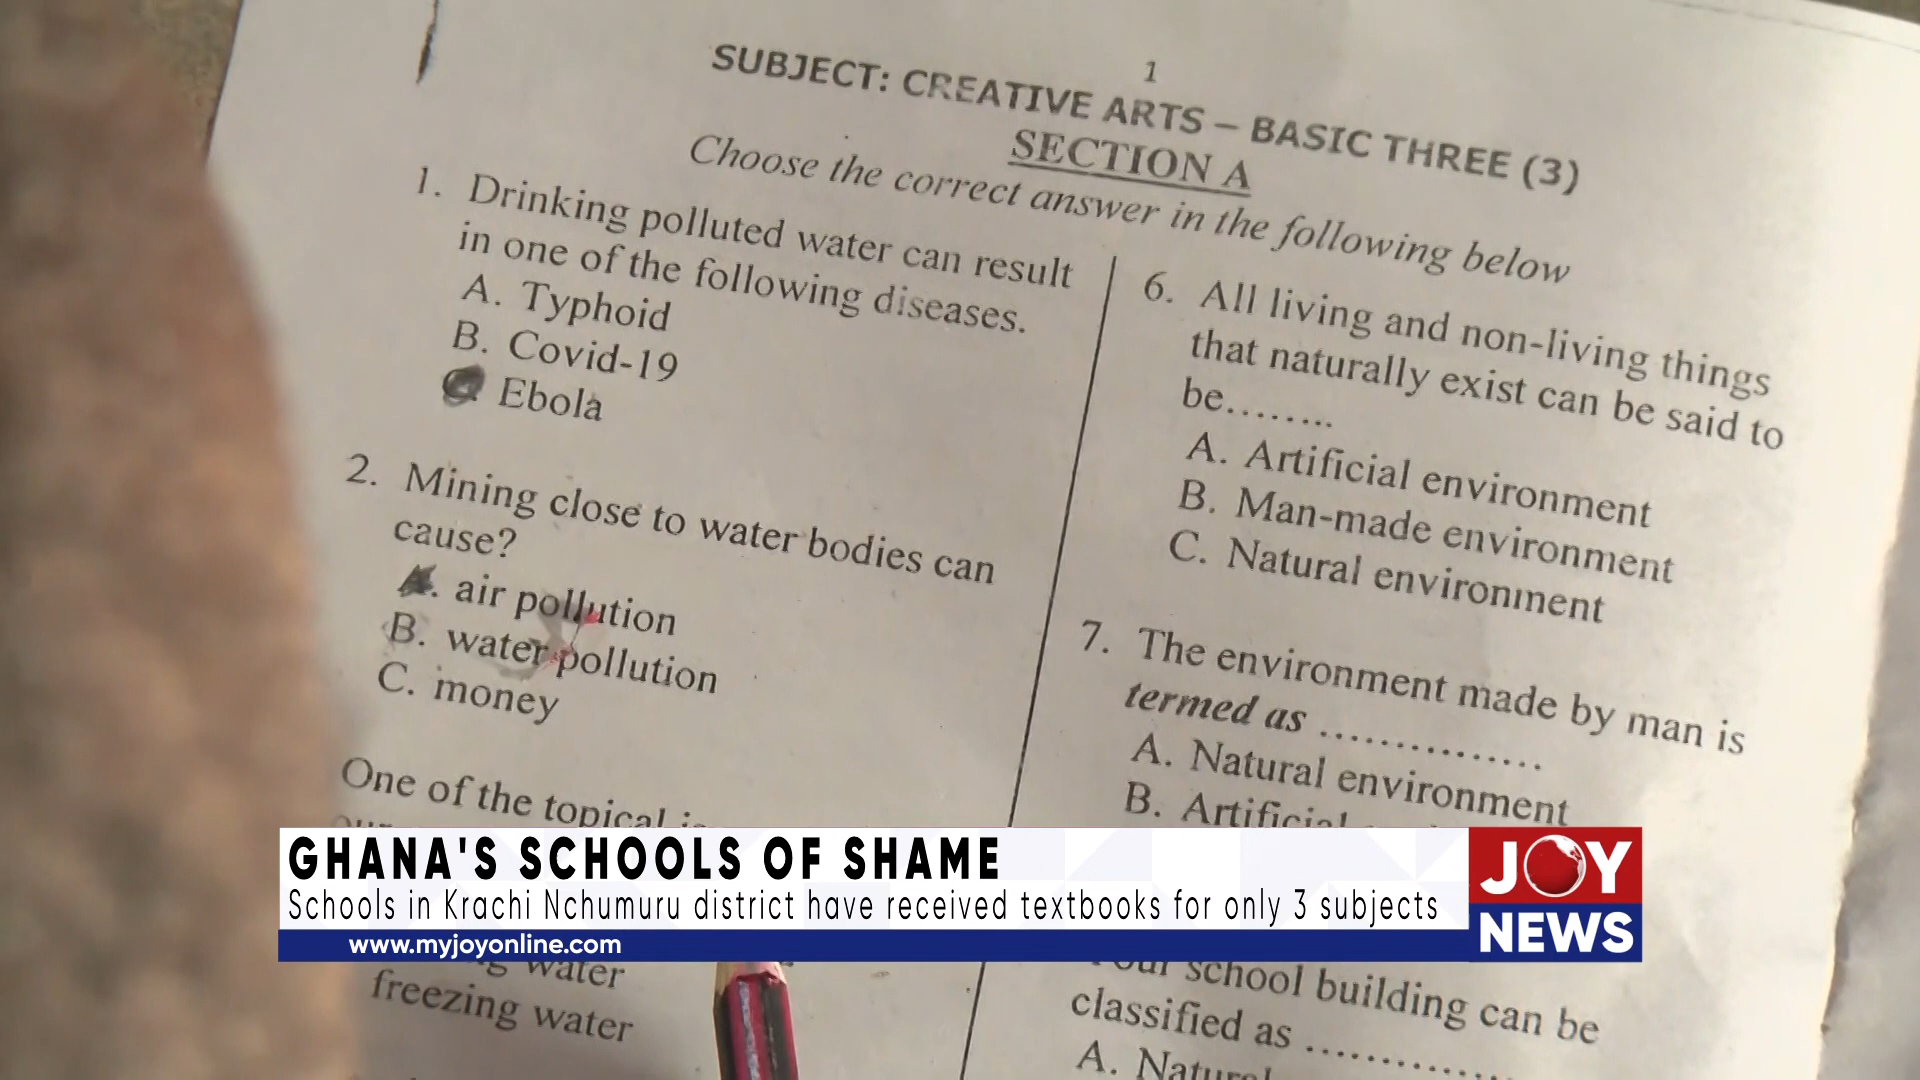 1
SUBJECT: CREATIVE ARTS – BASIC THREE (3)
SECTION A
Choose the correct answer in the following below
1. Drinking polluted water can result
in one of the following diseases.
A. Typhoid
B. Covid-19
Ebola
2. Mining close to water bodies can
cause?
A. air pollution
B. water pollution
C. money
One of the topical
water
freezing water
6. All living and non-living things
that naturally exist can be said to
be........
A. Artificial environment
B. Man-made environment
C. Natural environment
7. The environment made by man is
termed as ...............
A. Natural environment
B. Artificial
school building can be
classified as ...............
A. Natural
GHANA'S SCHOOLS OF SHAME
Schools in Krachi Nchumuru district have received textbooks for only 3 subjects
www.myjoyonline.com
JOY
NEWS